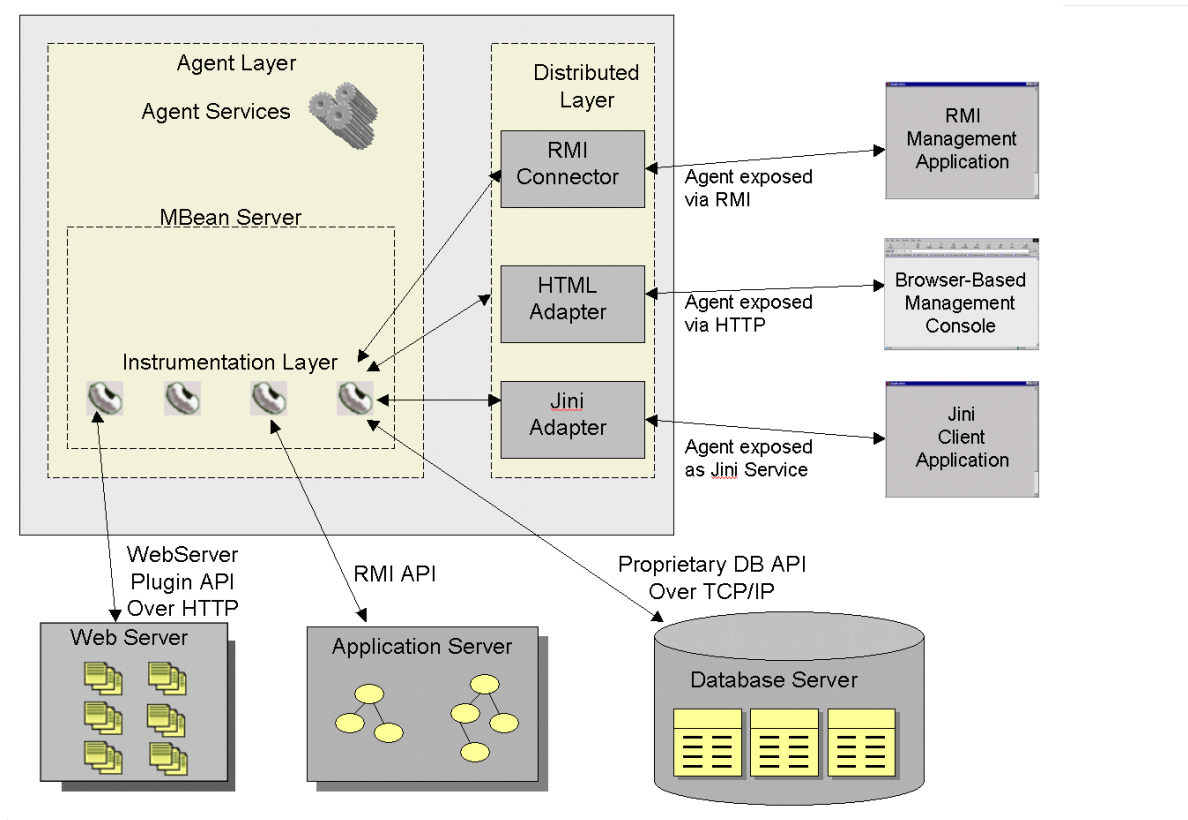 Agent Layer
Agent Services
MBean Server
Instrumentation Layer
Distributed
Layer
RMI
Connector
HTML
Adapter
Jini
Adapter
Agent exposed
via RMI
Agent exposed
via HTTP
Agent exposed
as Jini Service
RMI
Management
Application
Browser-Based
Management
Console
Jini
Client
Application
WebServer
Plugin API
Over HTTP
RMI API
Proprietary DB API
Over TCP/IP
Web Server
Application Server
Database Server